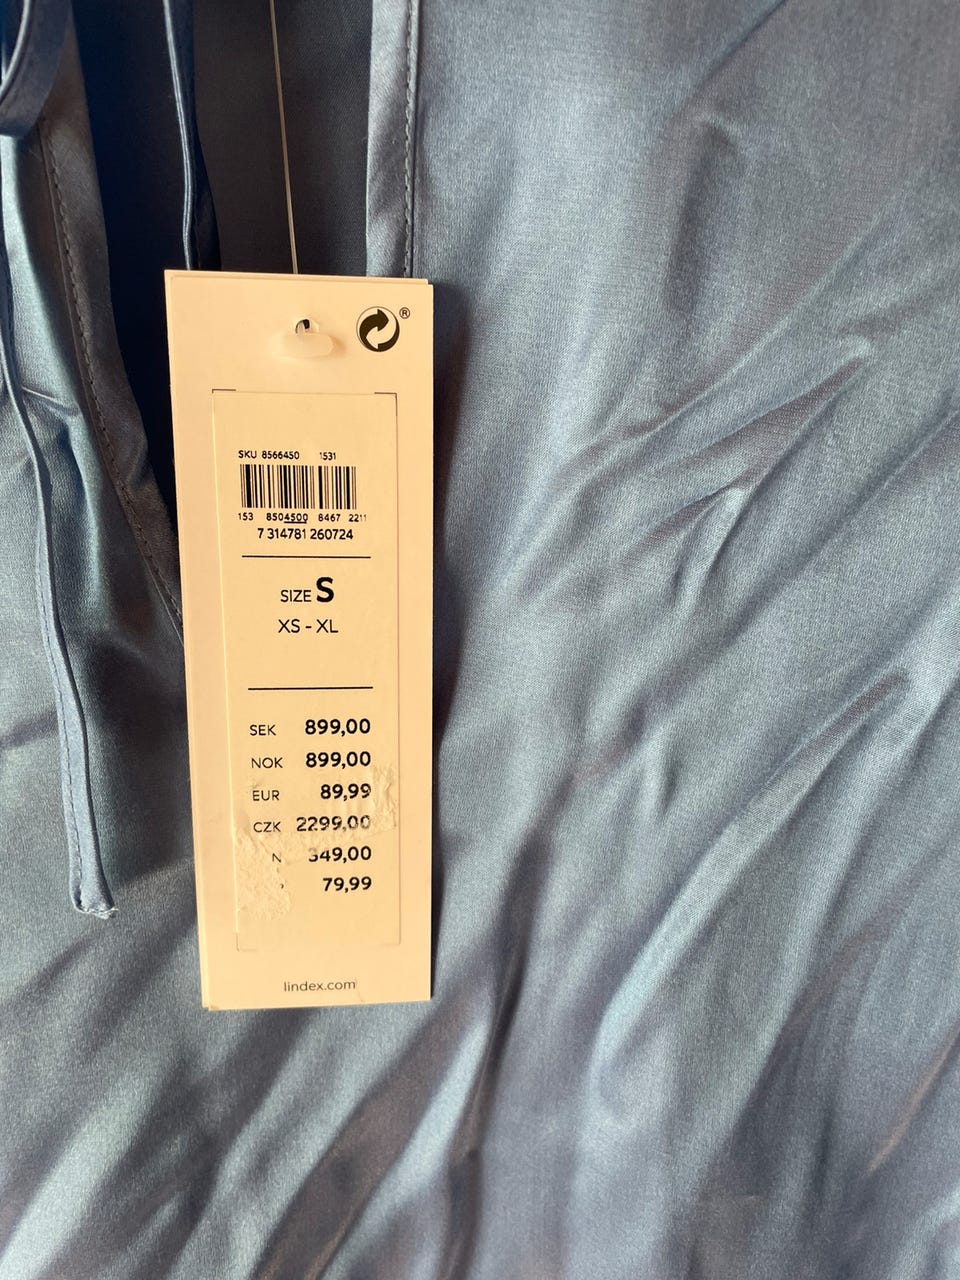 ®
SKU 8566450 1531
153 8504500 8467 2211
7 314781 260724
SIZE S
XS - XL
SEK 899,00
NOK 899,00
EUR 89,99
CZK 2299,00
N 349,00
79,99
lindex.com